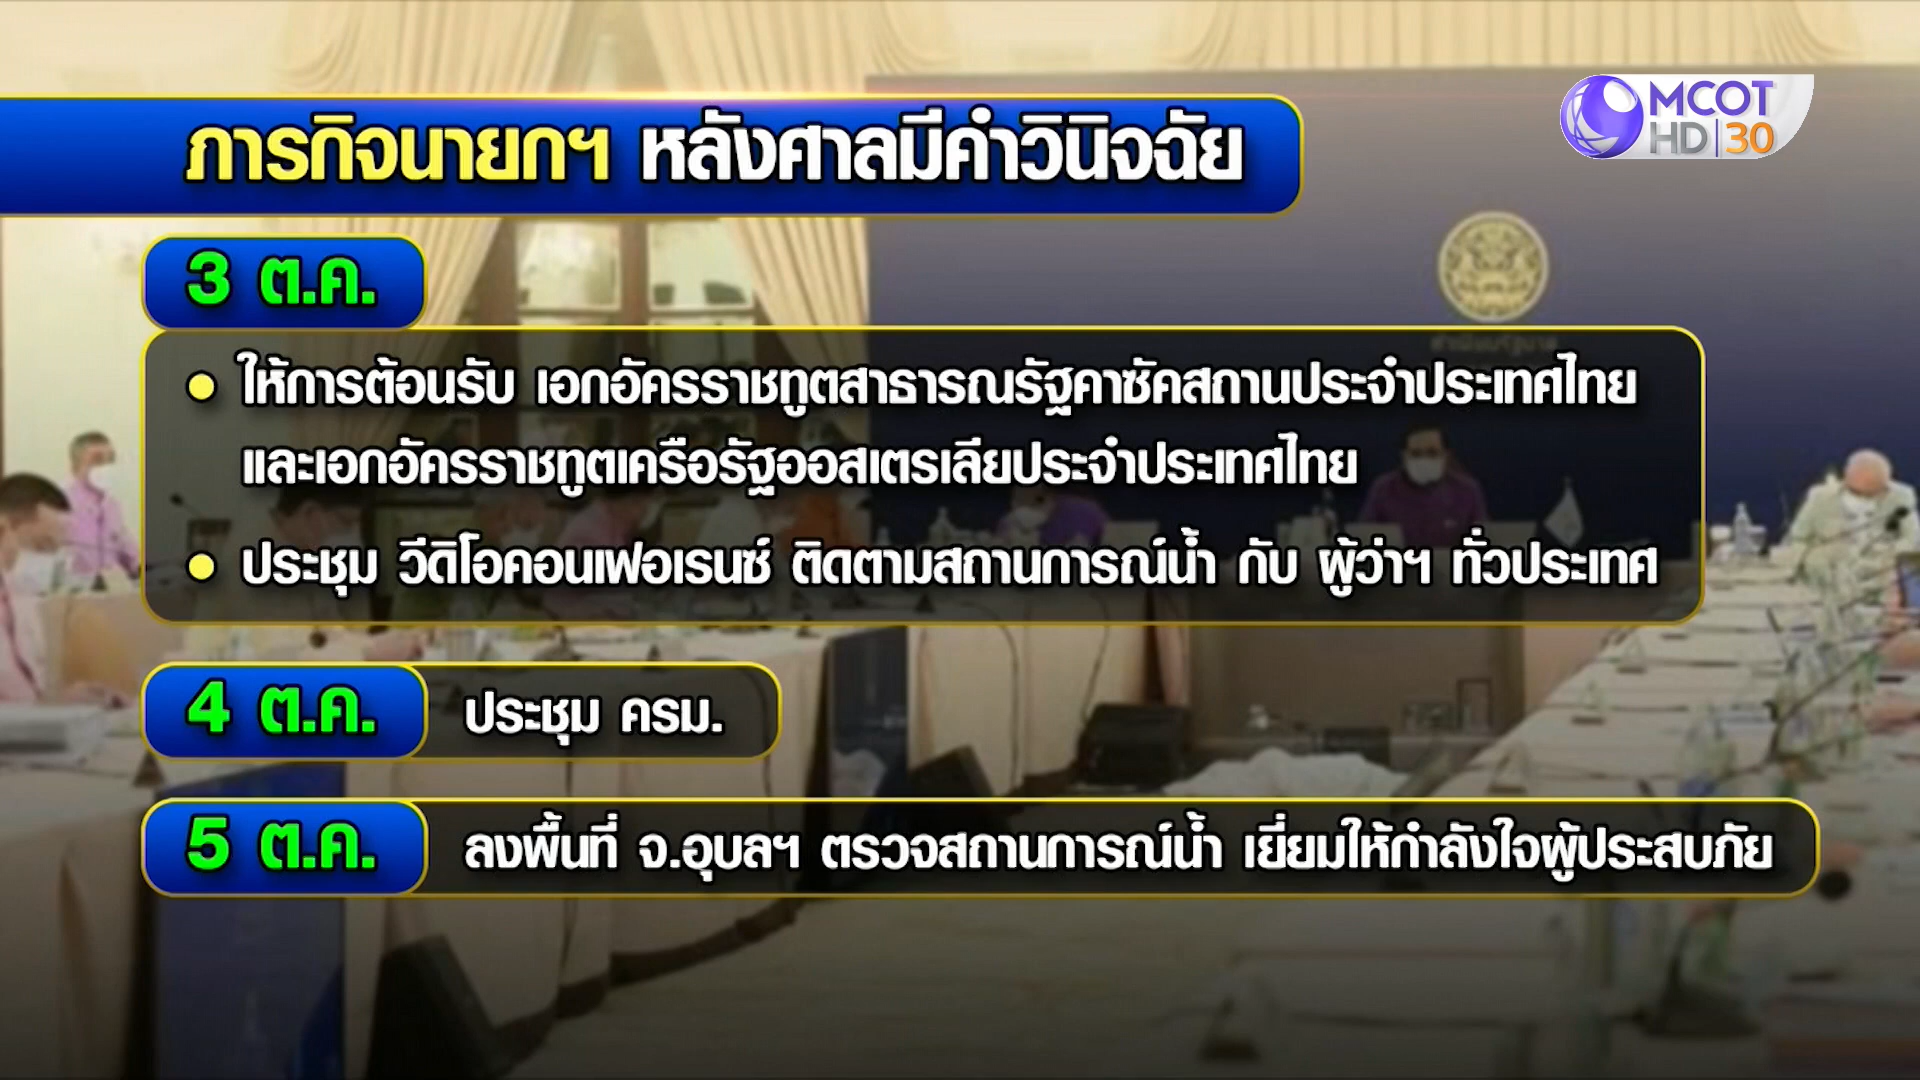 MCOT
HD 30
ภารกิจนายกฯ หลังศาลมีคำวินิจฉัย
3 ต.ค.
ให้การต้อนรับ เอกอัครราชทูตสาธารณรัฐคาซัคสถานประจำประเทศไทย
และเอกอัครราชทูตเครือรัฐออสเตรเลียประจำประเทศไทย
ประชุม วีดิโอคอนเฟอเรนซ์ ติดตามสถานการณ์น้ำ กับ ผู้ว่าฯ ทั่วประเทศ
4 ต.ค. ประชุม ครม.
5 ต.ค. ลงพื้นที่ จ.อุบลฯ ตรวจสถานการณ์น้ำ เยี่ยมให้กำลังใจผู้ประสบภัย